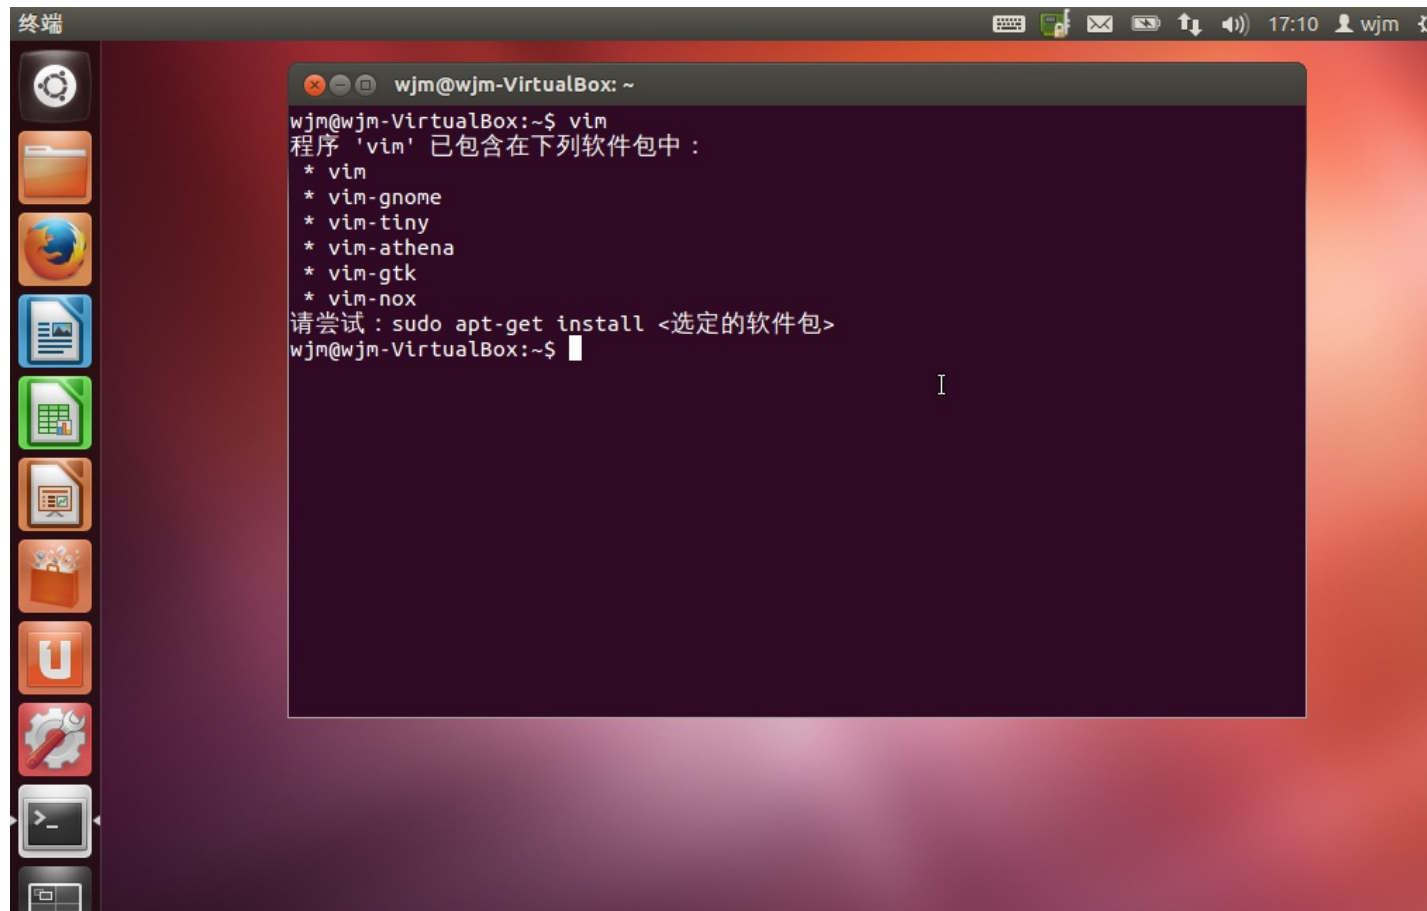 终端
17:10 wjm
wjm@wjm-VirtualBox: ~
wjm@wjm-VirtualBox:~$ vim
程序 'vim' 已包含在下列软件包中：
 * vim
 * vim-gnome
 * vim-tiny
 * vim-athena
 * vim-gtk
 * vim-nox
请尝试：sudo apt-get install <选定的软件包>
wjm@wjm-VirtualBox:~$